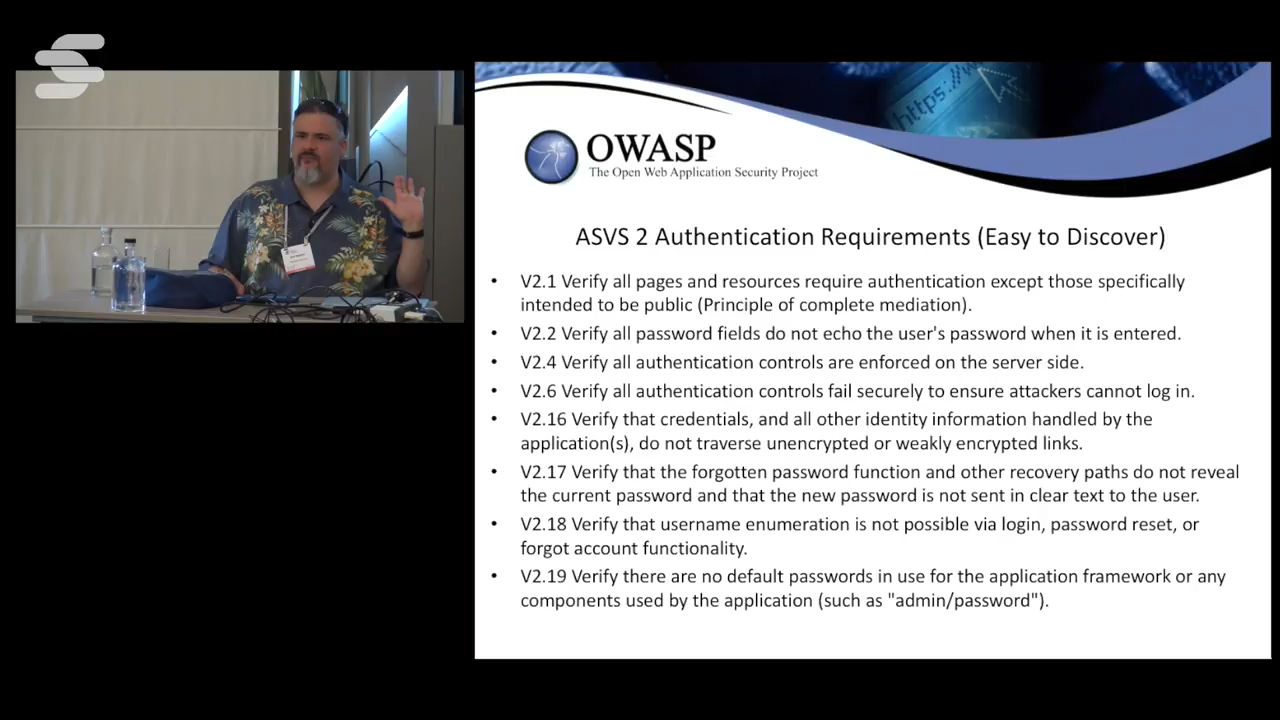 https://w
OWASP
The Open Web Application Security Project
ASVS 2 Authentication Requirements (Easy to Discover)
• V2.1 Verify all pages and resources require authentication except those specifically
intended to be public (Principle of complete mediation).
• V2.2 Verify all password fields do not echo the user's password when it is entered.
• V2.4 Verify all authentication controls are enforced on the server side.
• V2.6 Verify all authentication controls fail securely to ensure attackers cannot log in.
• V2.16 Verify that credentials, and all other identity information handled by the
application(s), do not traverse unencrypted or weakly encrypted links.
• V2.17 Verify that the forgotten password function and other recovery paths do not reveal
the current password and that the new password is not sent in clear text to the user.
• V2.18 Verify that username enumeration is not possible via login, password reset, or
forgot account functionality.
• V2.19 Verify there are no default passwords in use for the application framework or any
components used by the application (such as "admin/password").